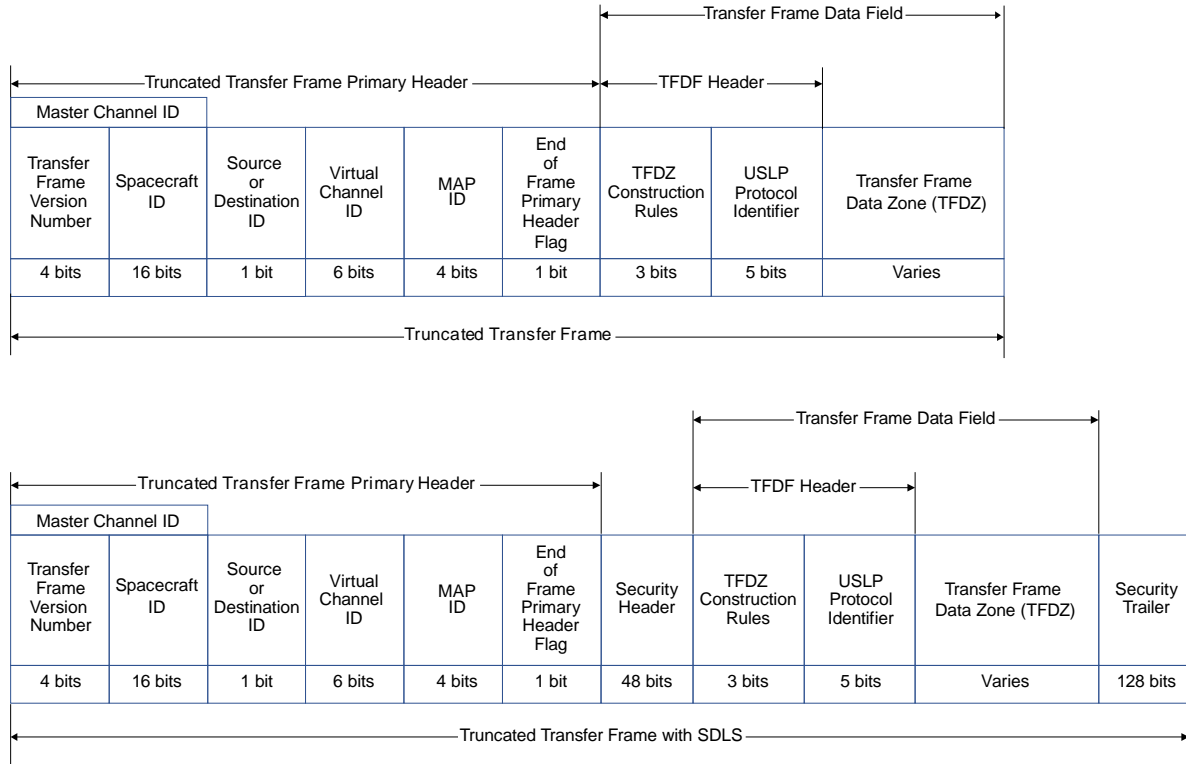 Transfer Frame Data Field
Truncated Transfer Frame Primary Header
TFDF Header
Master Channel ID
Transfer
Frame
Version
Number
Spacecraft
ID
Source
or
Destination
ID
Virtual
Channel
ID
MAP
ID
End
of
Frame
Primary
Header
Flag
TFDZ
Construction
Rules
USLP
Protocol
Identifier
Transfer Frame
Data Zone (TFDZ)
4 bits
16 bits
1 bit
6 bits
4 bits
1 bit
3 bits
5 bits
Varies
Truncated Transfer Frame
Transfer Frame Data Field
Truncated Transfer Frame Primary Header
TFDF Header
Master Channel ID
Transfer
Frame
Version
Number
Spacecraft
ID
Source
or
Destination
ID
Virtual
Channel
ID
MAP
ID
End
of
Frame
Primary
Header
Flag
Security
Header
TFDZ
Construction
Rules
USLP
Protocol
Identifier
Transfer Frame
Data Zone (TFDZ)
Security
Trailer
4 bits
16 bits
1 bit
6 bits
4 bits
1 bit
48 bits
3 bits
5 bits
Varies
128 bits
Truncated Transfer Frame with SDLS